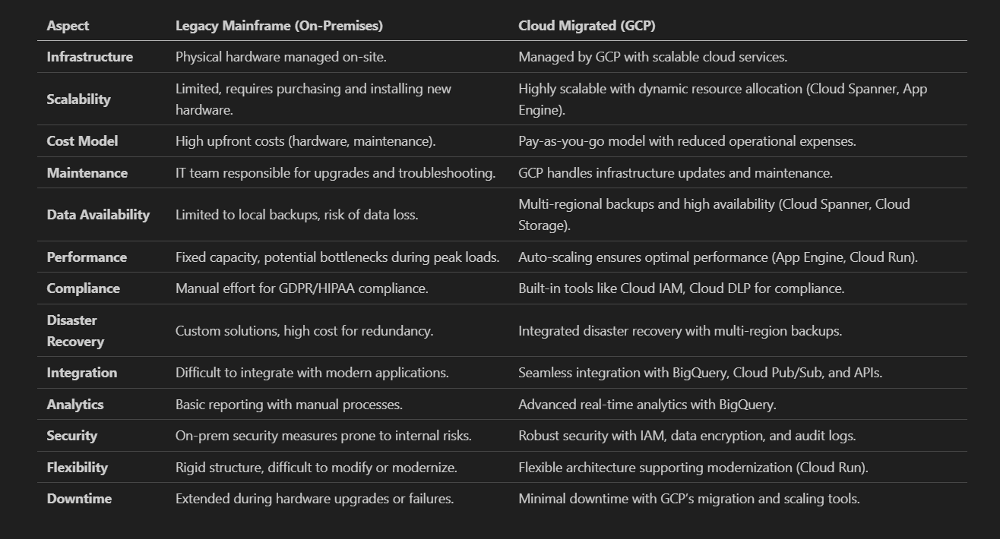 Aspect Legacy Mainframe (On-Premises) Cloud Migrated (GCP)
Infrastructure Physical hardware managed on-site. Managed by GCP with scalable cloud services.
Scalability Limited, requires purchasing and installing new hardware. Highly scalable with dynamic resource allocation (Cloud Spanner, App Engine).
Cost Model High upfront costs (hardware, maintenance). Pay-as-you-go model with reduced operational expenses.
Maintenance IT team responsible for upgrades and troubleshooting. GCP handles infrastructure updates and maintenance.
Data Availability Limited to local backups, risk of data loss. Multi-regional backups and high availability (Cloud Spanner, Cloud Storage).
Performance Fixed capacity, potential bottlenecks during peak loads. Auto-scaling ensures optimal performance (App Engine, Cloud Run).
Compliance Manual effort for GDPR/HIPAA compliance. Built-in tools like Cloud IAM, Cloud DLP for compliance.
Disaster Recovery Custom solutions, high cost for redundancy. Integrated disaster recovery with multi-region backups.
Integration Difficult to integrate with modern applications. Seamless integration with BigQuery, Cloud Pub/Sub, and APIs.
Analytics Basic reporting with manual processes. Advanced real-time analytics with BigQuery.
Security On-prem security measures prone to internal risks. Robust security with IAM, data encryption, and audit logs.
Flexibility Rigid structure, difficult to modify or modernize. Flexible architecture supporting modernization (Cloud Run).
Downtime Extended during hardware upgrades or failures. Minimal downtime with GCP’s migration and scaling tools.